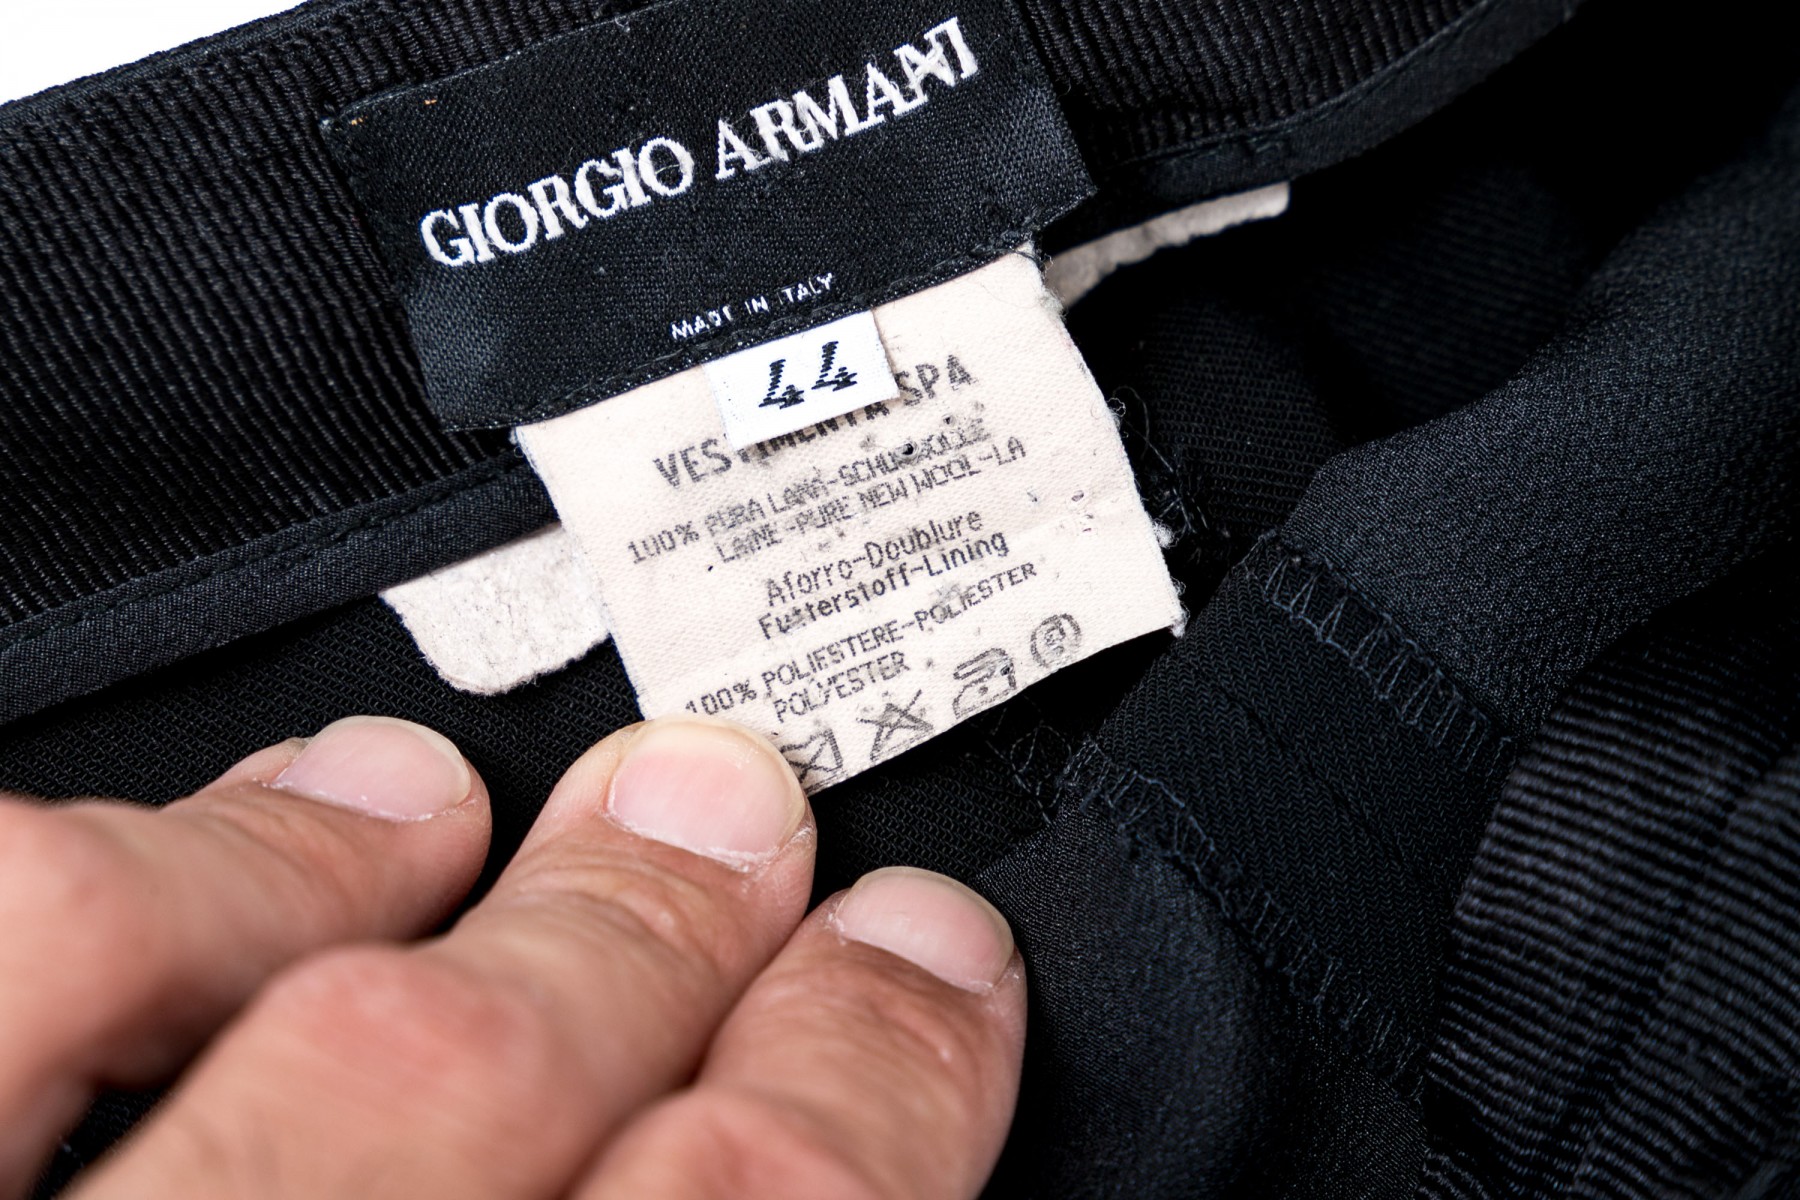 GIORGIO ARMANI
MADE IN ITALY
44
VESTIMENTA SPA
100% PURA LANA-SCHURWOLLE
LAINE-PURE NEW WOOL-LA
Aforro-Doublure
Futterstoff-Lining
100% POLIESTERE-POLIESTER
POLYESTER